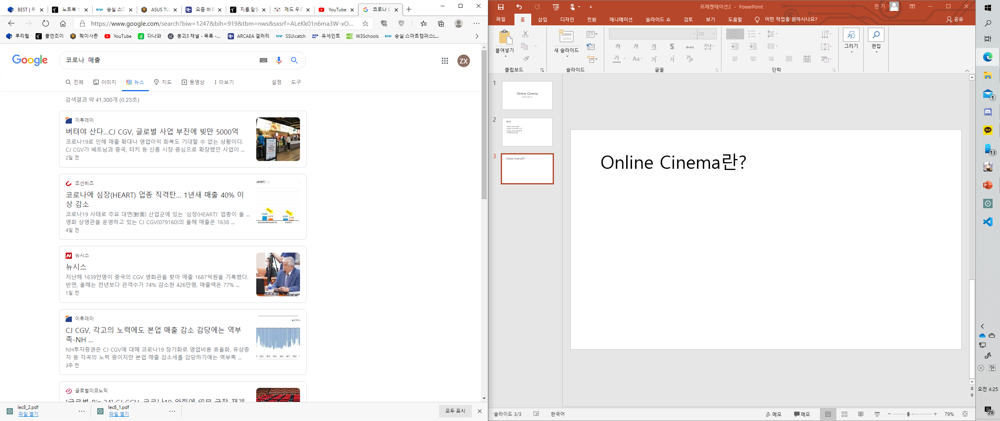 BEST | 루
노트북 1
숭실 스마
ASUS TU
요즘 바로
지름,알뜰
제드 우르
YouTube
코로나 C
https://www.google.com/search?biw=1247&bih=919&tbm=nws&sxsrf=ALeKk01n6ma3W-xO...
루리웹 쿨엔조이 퀘이사존 YouTube 다나와 붕괴3 채널 - 목록 -... ARCAEA 갤러리 SSU:catch 유세인트 W3Schools 숭실 스마트캠퍼스L...
Google
코로나 매출
ZX
전체 이미지 뉴스 지도 동영상 더보기 설정 도구
검색결과 약 41,300개 (0.23초)
이투데이
버텨야 산다...CJ CGV, 글로벌 사업 부진에 빚만 5000억
코로나19로 인해 매출 확대나 영업이익 회복도 기대할 수 없는 상황이다.
CJ CGV가 베트남과 중국, 터키 등 신흥 시장 중심으로 확장했던 사업이 ...
2일 전
조선비즈
코로나에 심장(HEART) 업종 직격탄... 1년새 매출 40% 이
상 감소
코로나19 사태로 주요 대면(對面) 산업군에 있는 '심장(HEART)' 업종이 올 ...
영화 상영관을 운영하고 있는 CJ CGV(079160)의 올해 매출은 1638 ...
4일 전
뉴시스
뉴시스
지난해 1639만명이 중국의 CGV 영화관을 찾아 매출 1687억원을 기록했다.
반면, 올해는 전년보다 관객수가 74% 감소한 426만명, 매출액은 77% ...
1일 전
이투데이
CJ CGV, 각고의 노력에도 본업 매출 감소 감당에는 역부
족-NH ...
NH투자증권은 CJ CGV에 대해 코로나19 장기화로 영업비용 효율화, 유상증
자 등 각곡의 노력 중이지만 본업 매출 감소세를 감당하기에는 역부족 ...
3주 전
글로벌이코노믹
lec8_2.pdf
파일 열기
lec8_1.pdf
파일 열기
모두 표시
프레젠테이션2 - PowerPoint
민 기
파일 홈 삽입 디자인 전환 애니메이션 슬라이드 쇼 검토 보기 도움말 어떤 작업을 원하시나요? 공유
붙여넣기
클립보드
새 슬라이드
슬라이드
28
가 가 가 S 가나다 간나
가 Aa 가 가 가
글꼴
단락
그리기
편집
1
Online Cinema
2
목차
3
Online Cinema란?
Online Cinema란?
슬라이드 3/3 한국어 메모 메모 79%
1
TALK
13
한
오전 4:25
28